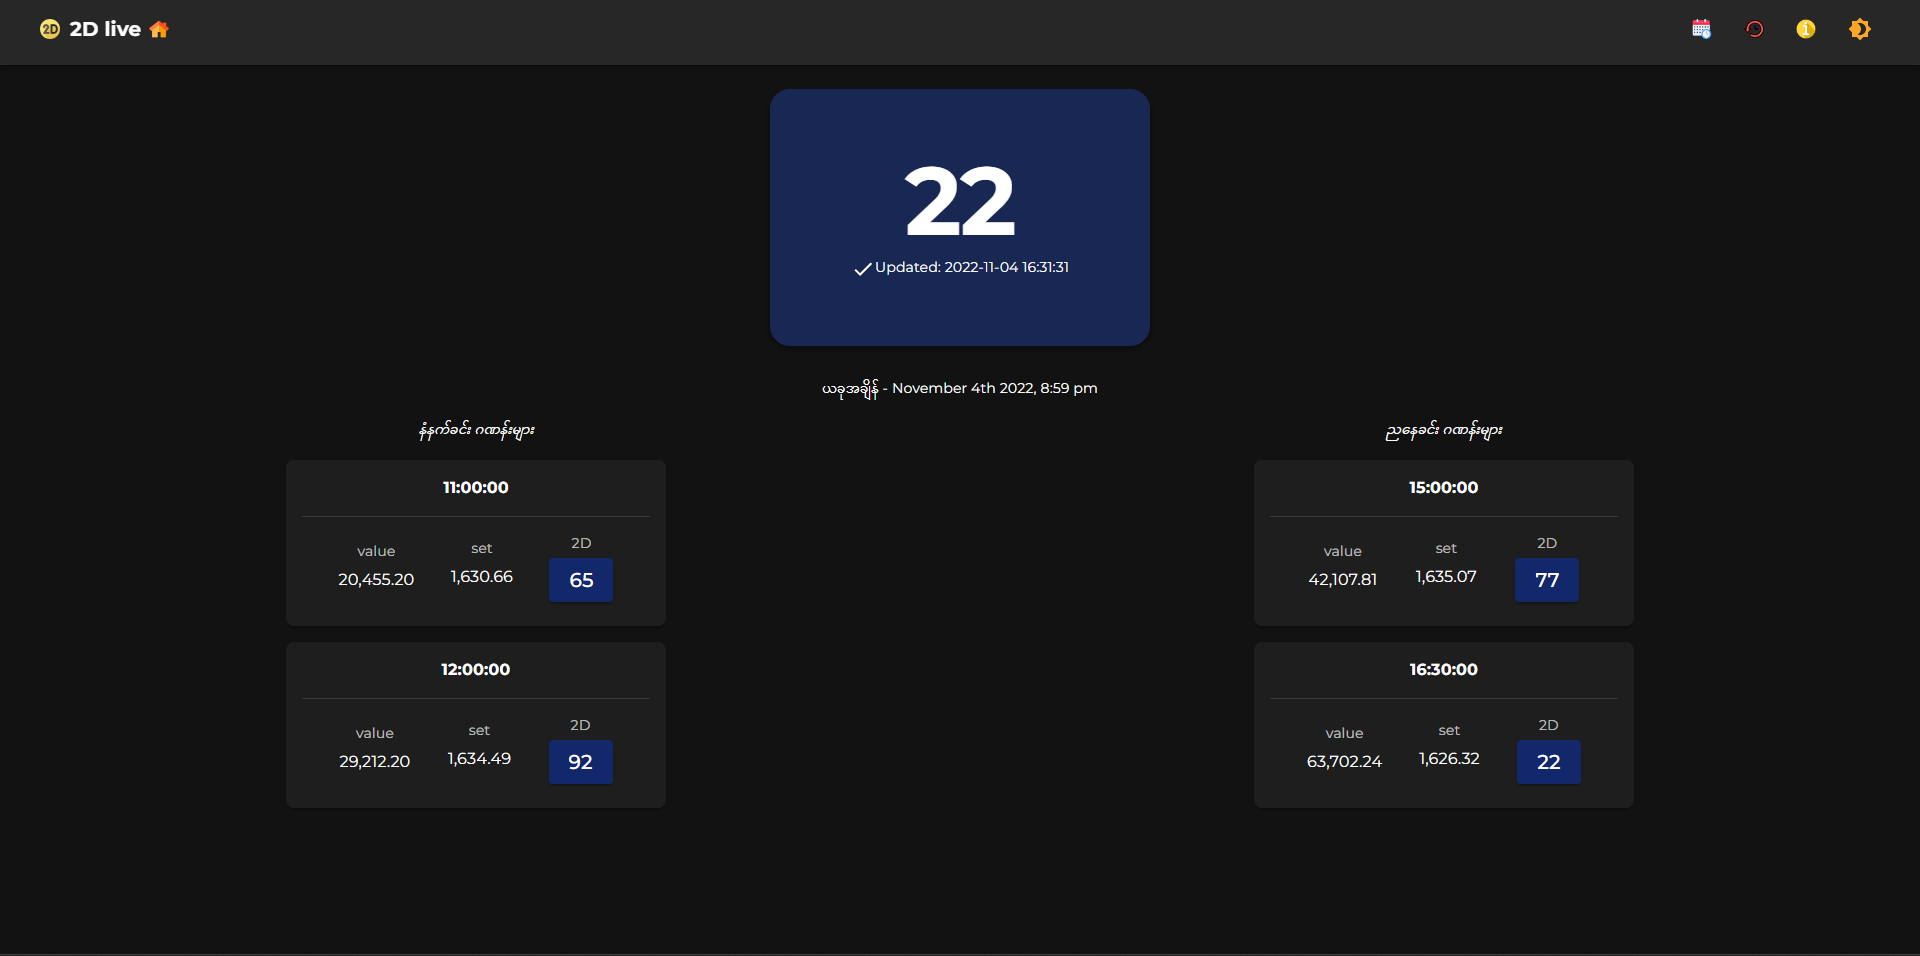 2D 2D live
22
Updated: 2022-11-04 16:31:31
ယခုအချိန် - November 4th 2022, 8:59 pm
နံနက်ခင်း ဂဏန်းများ
11:00:00
value set 2D
20,455.20 1,630.66 65
12:00:00
value set 2D
29,212.20 1,634.49 92
ညနေခင်း ဂဏန်းများ
15:00:00
value set 2D
42,107.81 1,635.07 77
16:30:00
value set 2D
63,702.24 1,626.32 22